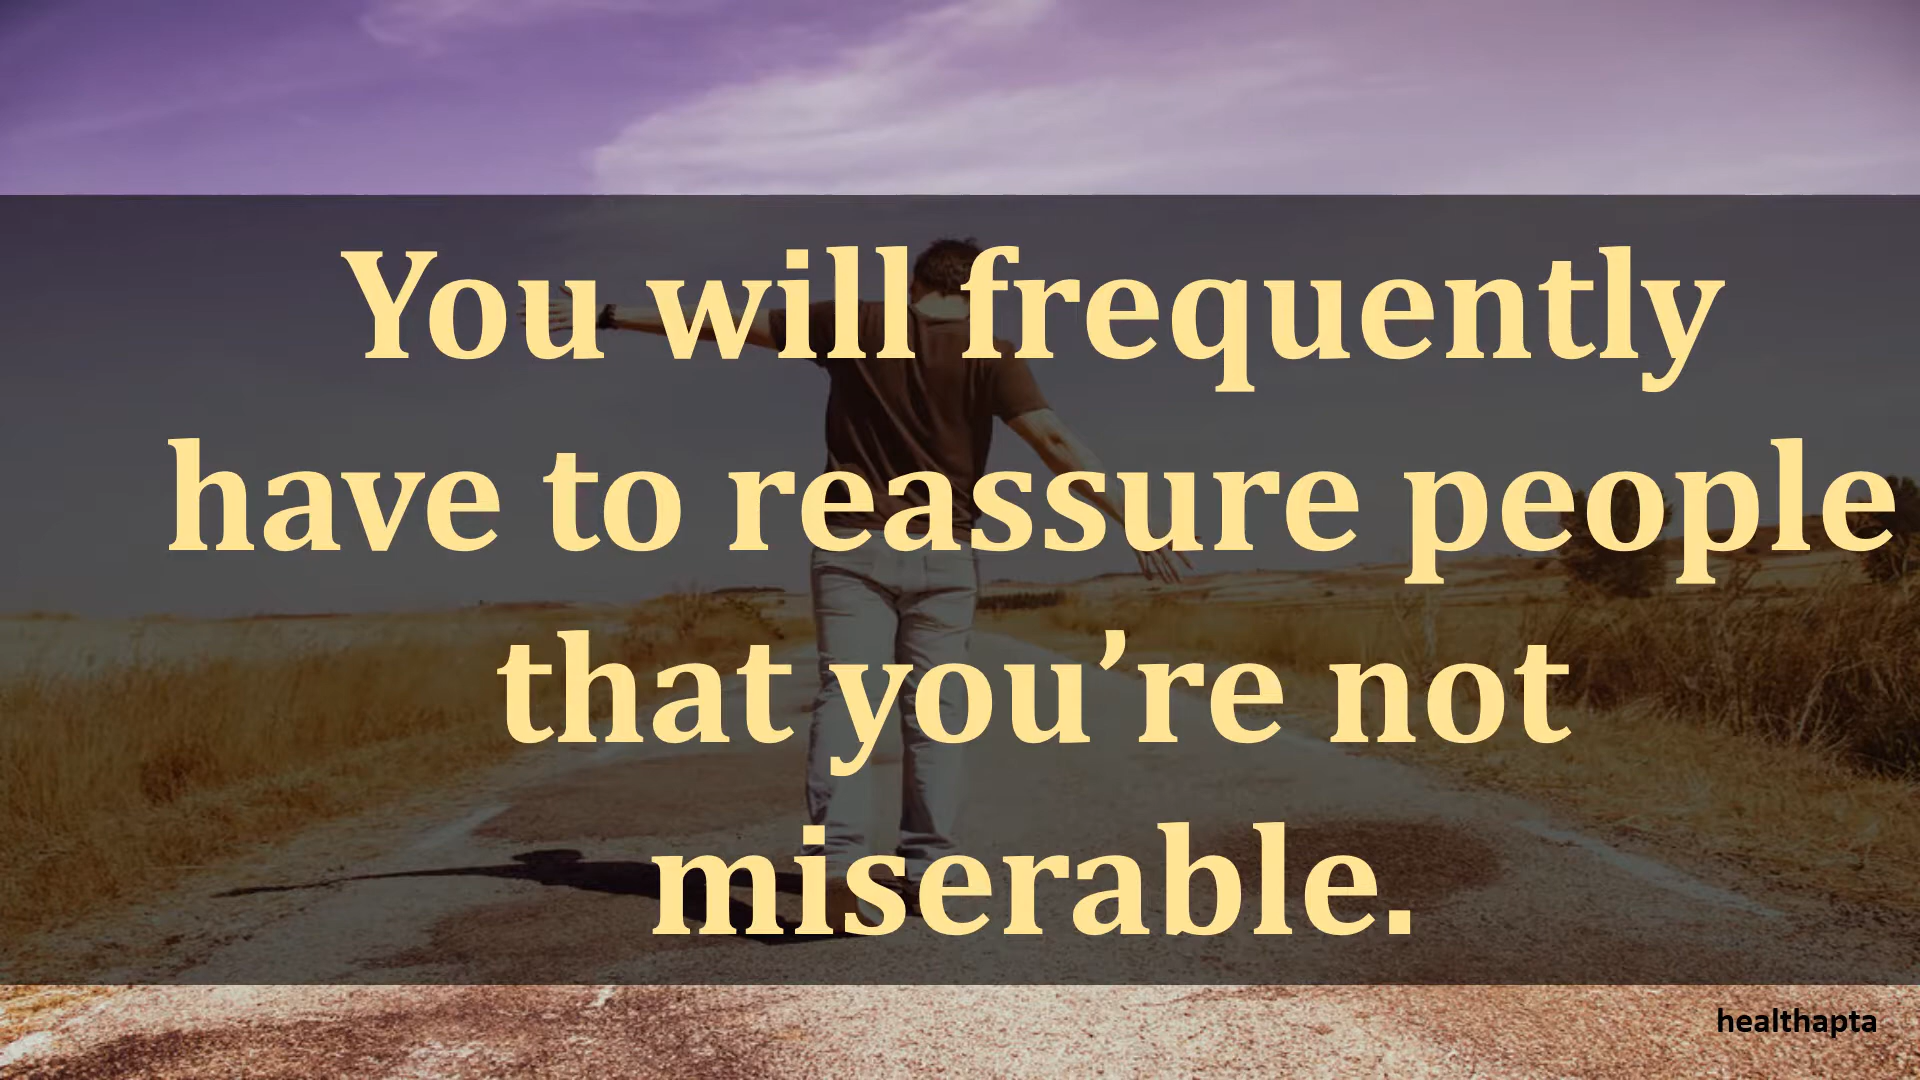 You will frequently
have to reassure people
that you’re not
miserable.
healthapta